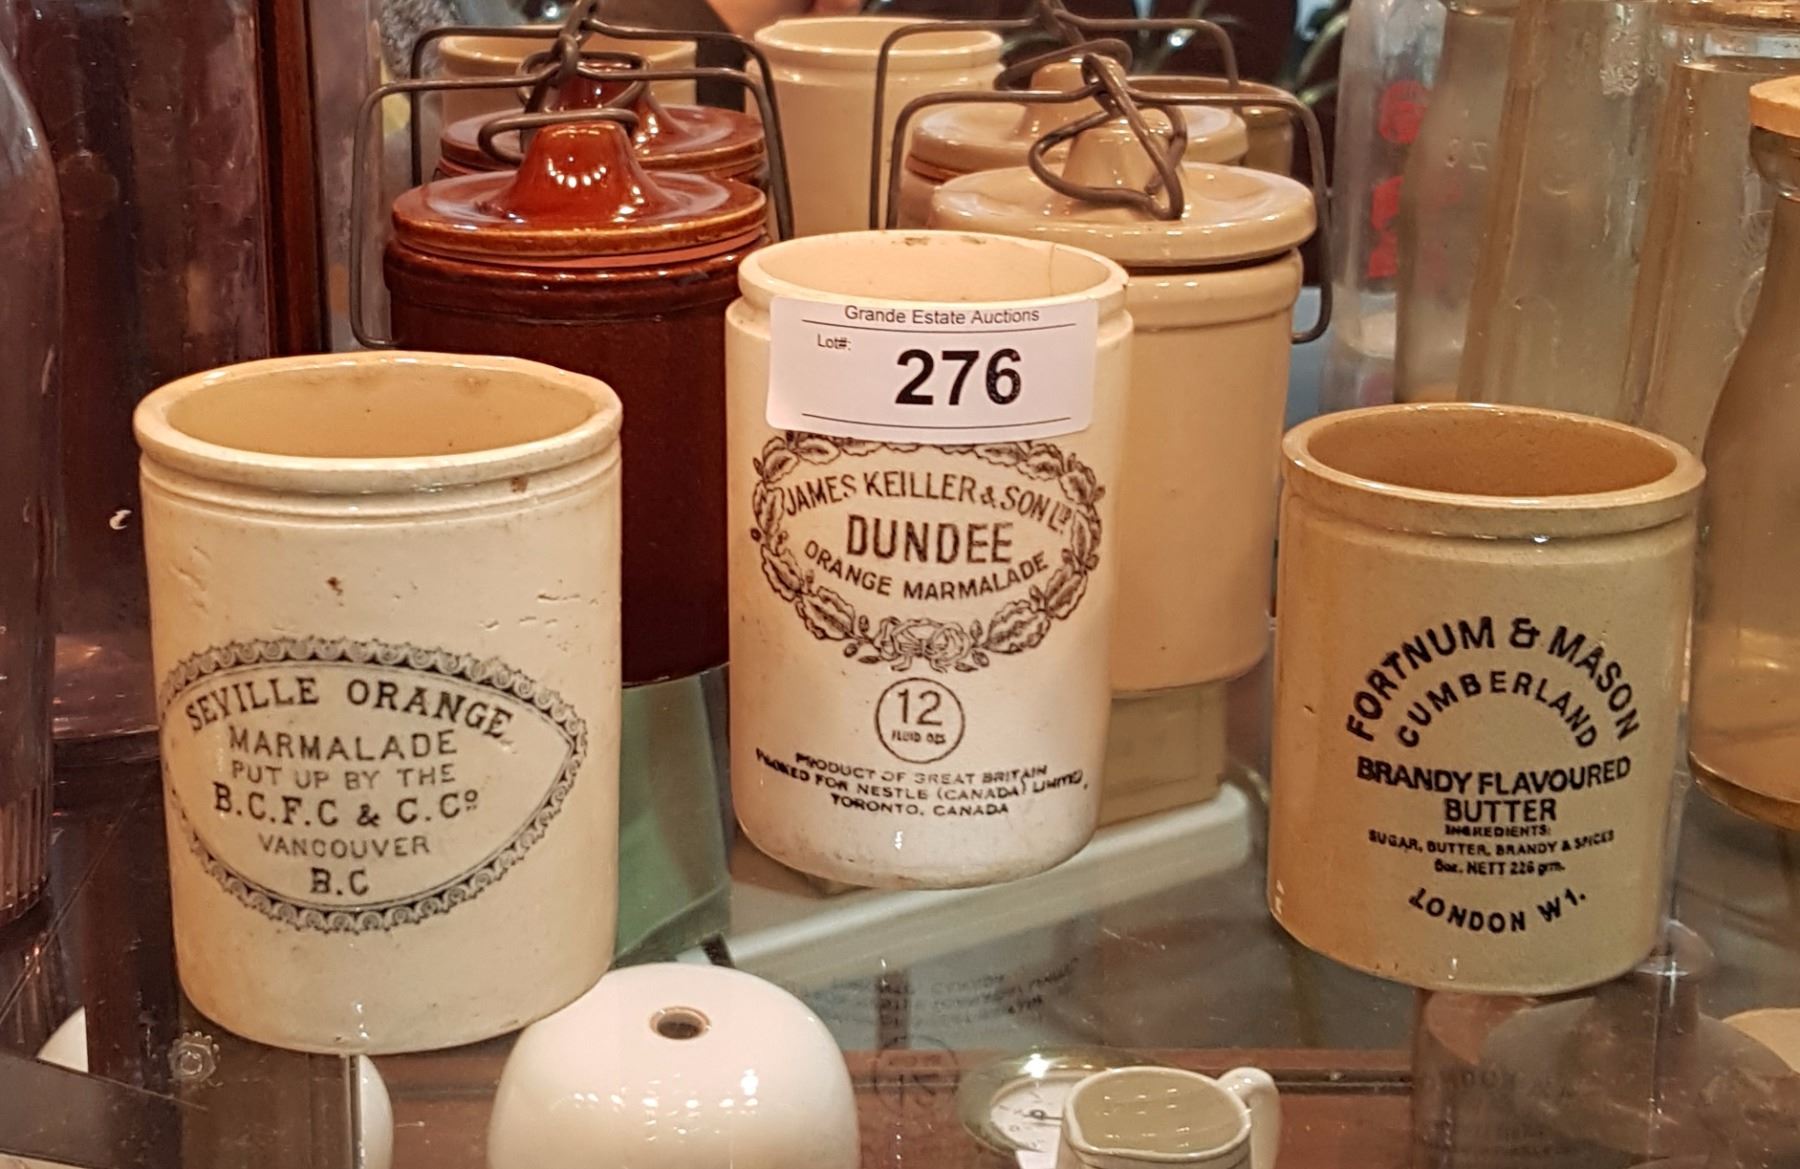 Grande Estate Auctions
Lot#:
276
SEVILLE ORANGE
MARMALADE
PUT UP BY THE
B.C.F.C & C. Co
VANCOUVER
B.C
JAMES KEILLER & SON LD
DUNDEE
ORANGE MARMALADE
12
FLUID OZS
PRODUCT OF GREAT BRITAIN
PACKED FOR NESTLE (CANADA) LIMITED,
TORONTO, CANADA
FORTNUM & MASON
CUMBERLAND
BRANDY FLAVOURED
BUTTER
INGREDIENTS:
SUGAR, BUTTER, BRANDY & SPICES
8oz. NETT 226 grm.
LONDON W1.